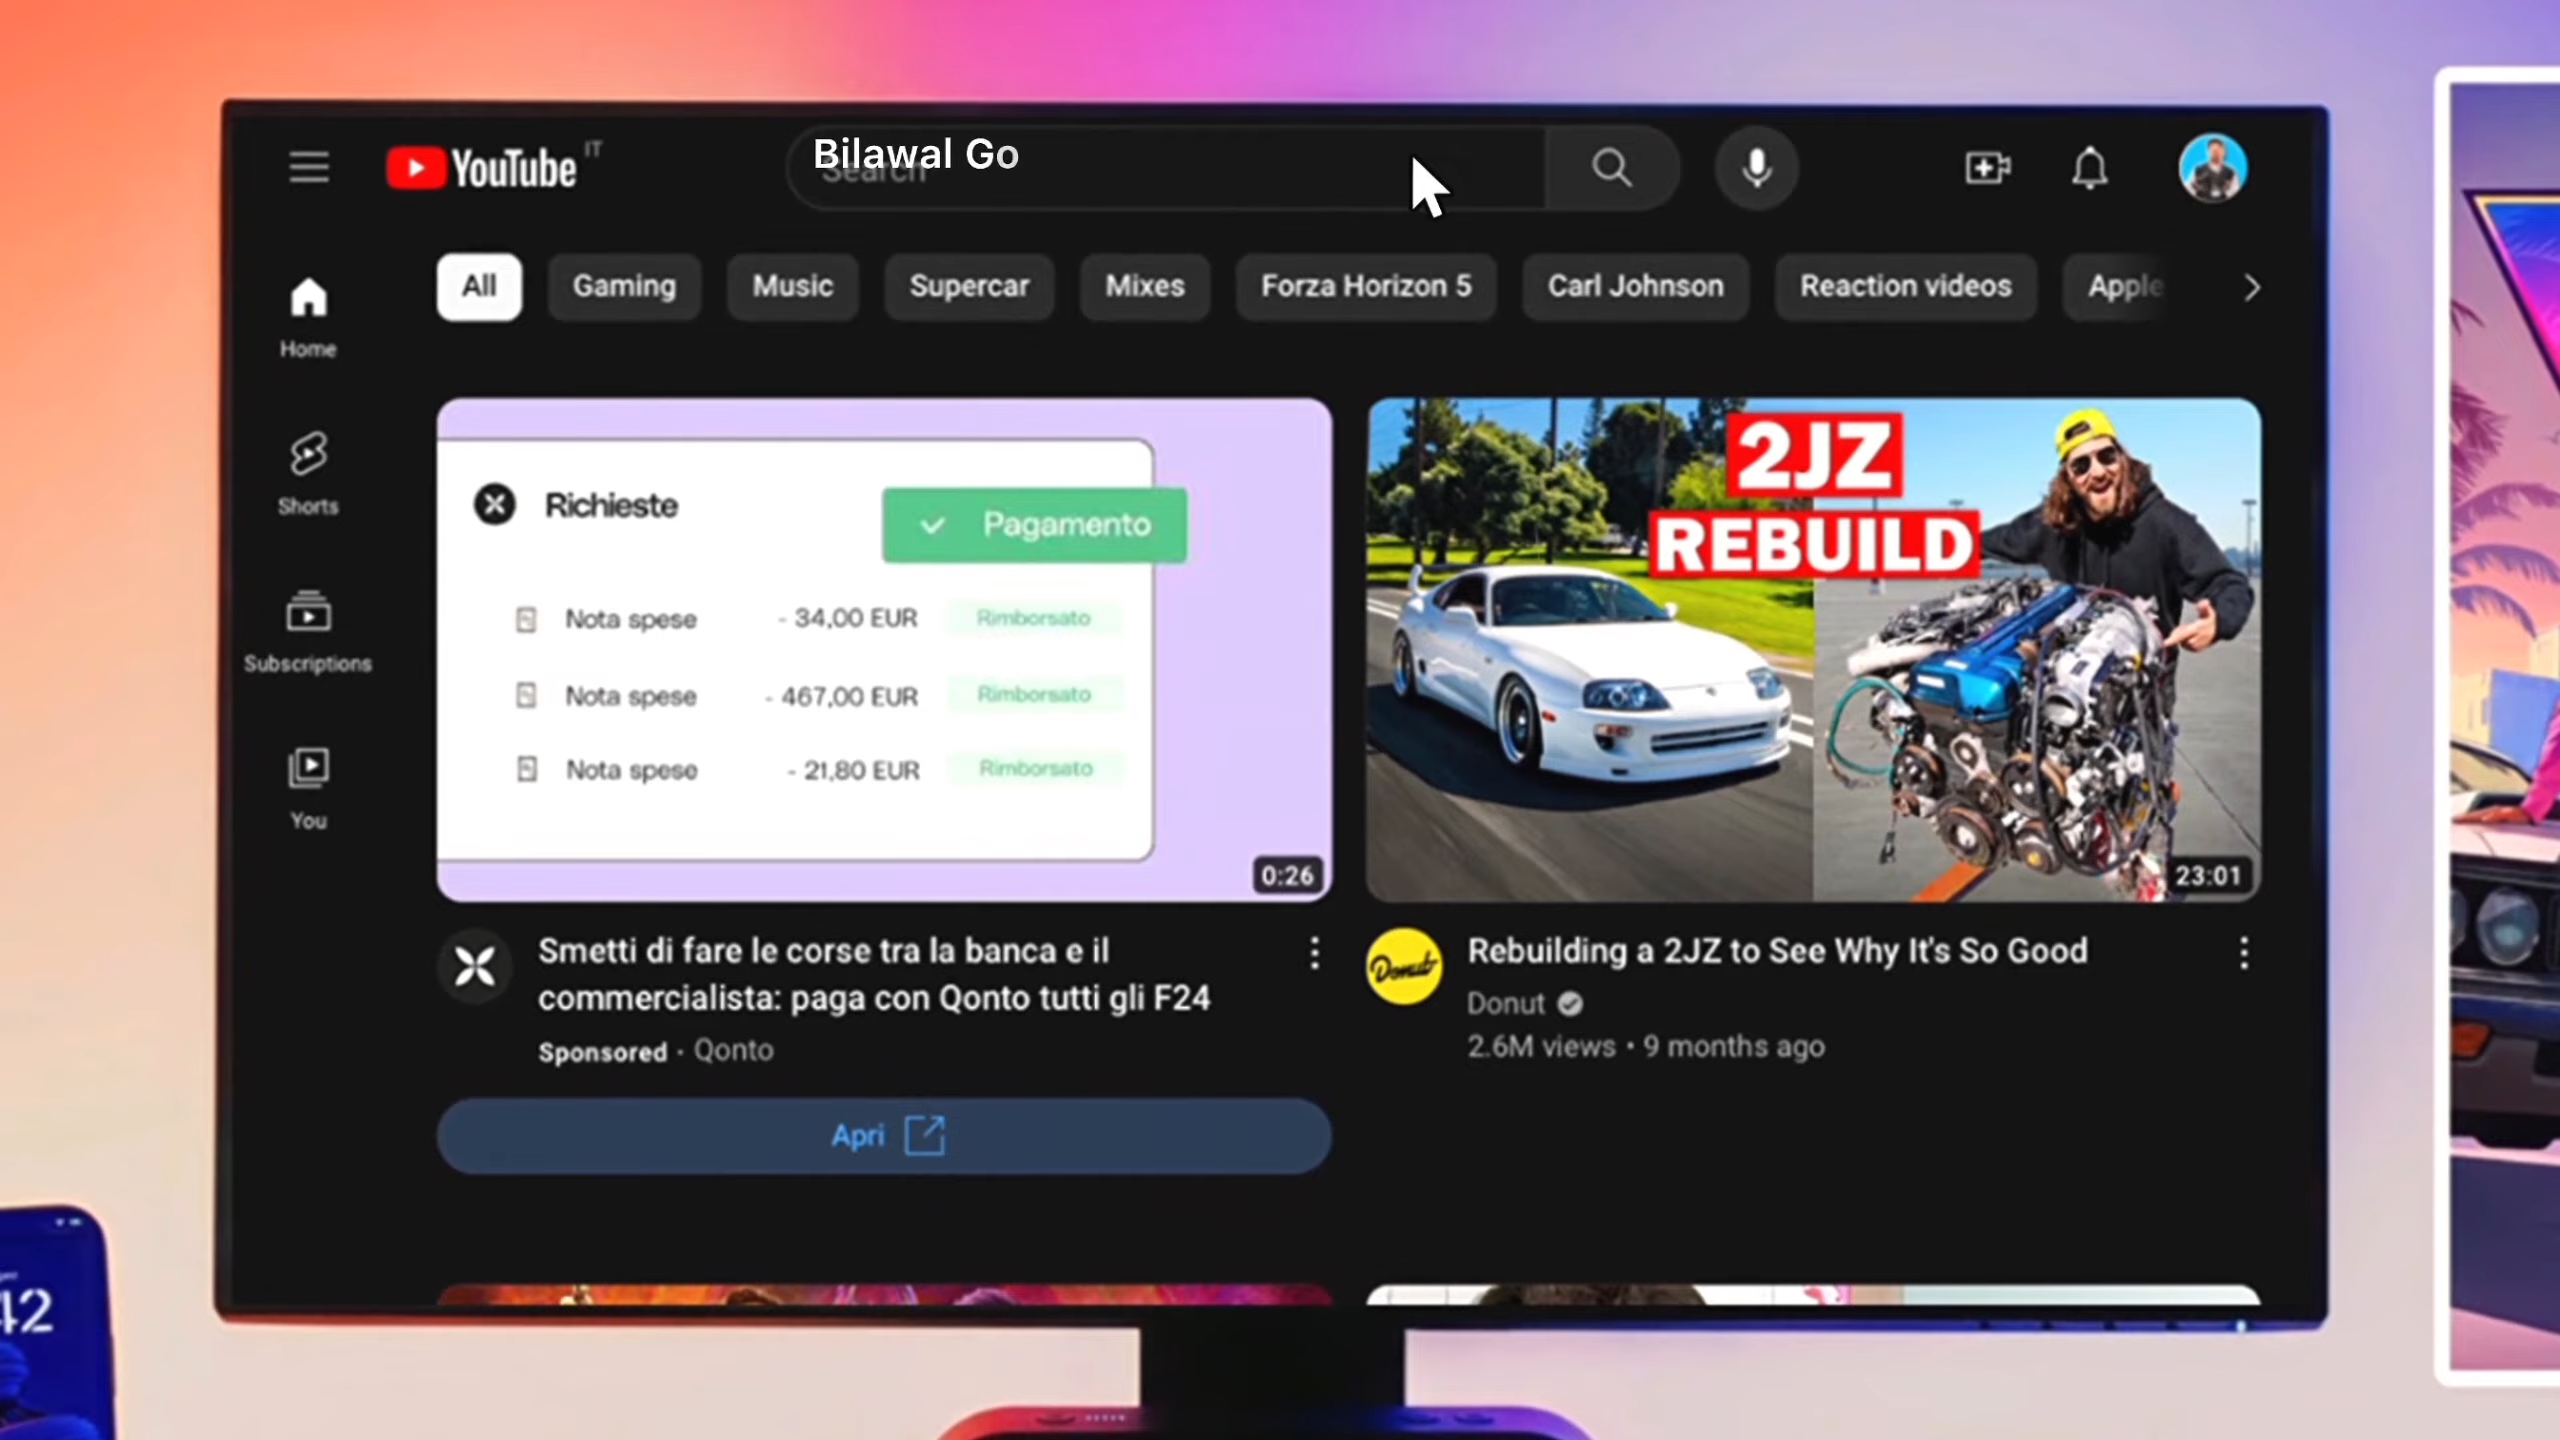 YouTube IT
Bilawal Go
Search
All
Gaming
Music
Supercar
Mixes
Forza Horizon 5
Carl Johnson
Reaction videos
Apple
Home
Shorts
Subscriptions
You
Richieste
Pagamento
Nota spese - 34,00 EUR Rimborsato
Nota spese - 467,00 EUR Rimborsato
Nota spese - 21,80 EUR Rimborsato
0:26
2JZ
REBUILD
23:01
Smetti di fare le corse tra la banca e il
commercialista: paga con Qonto tutti gli F24
Sponsored · Qonto
Apri
Donut
Rebuilding a 2JZ to See Why It's So Good
Donut
2.6M views • 9 months ago
42